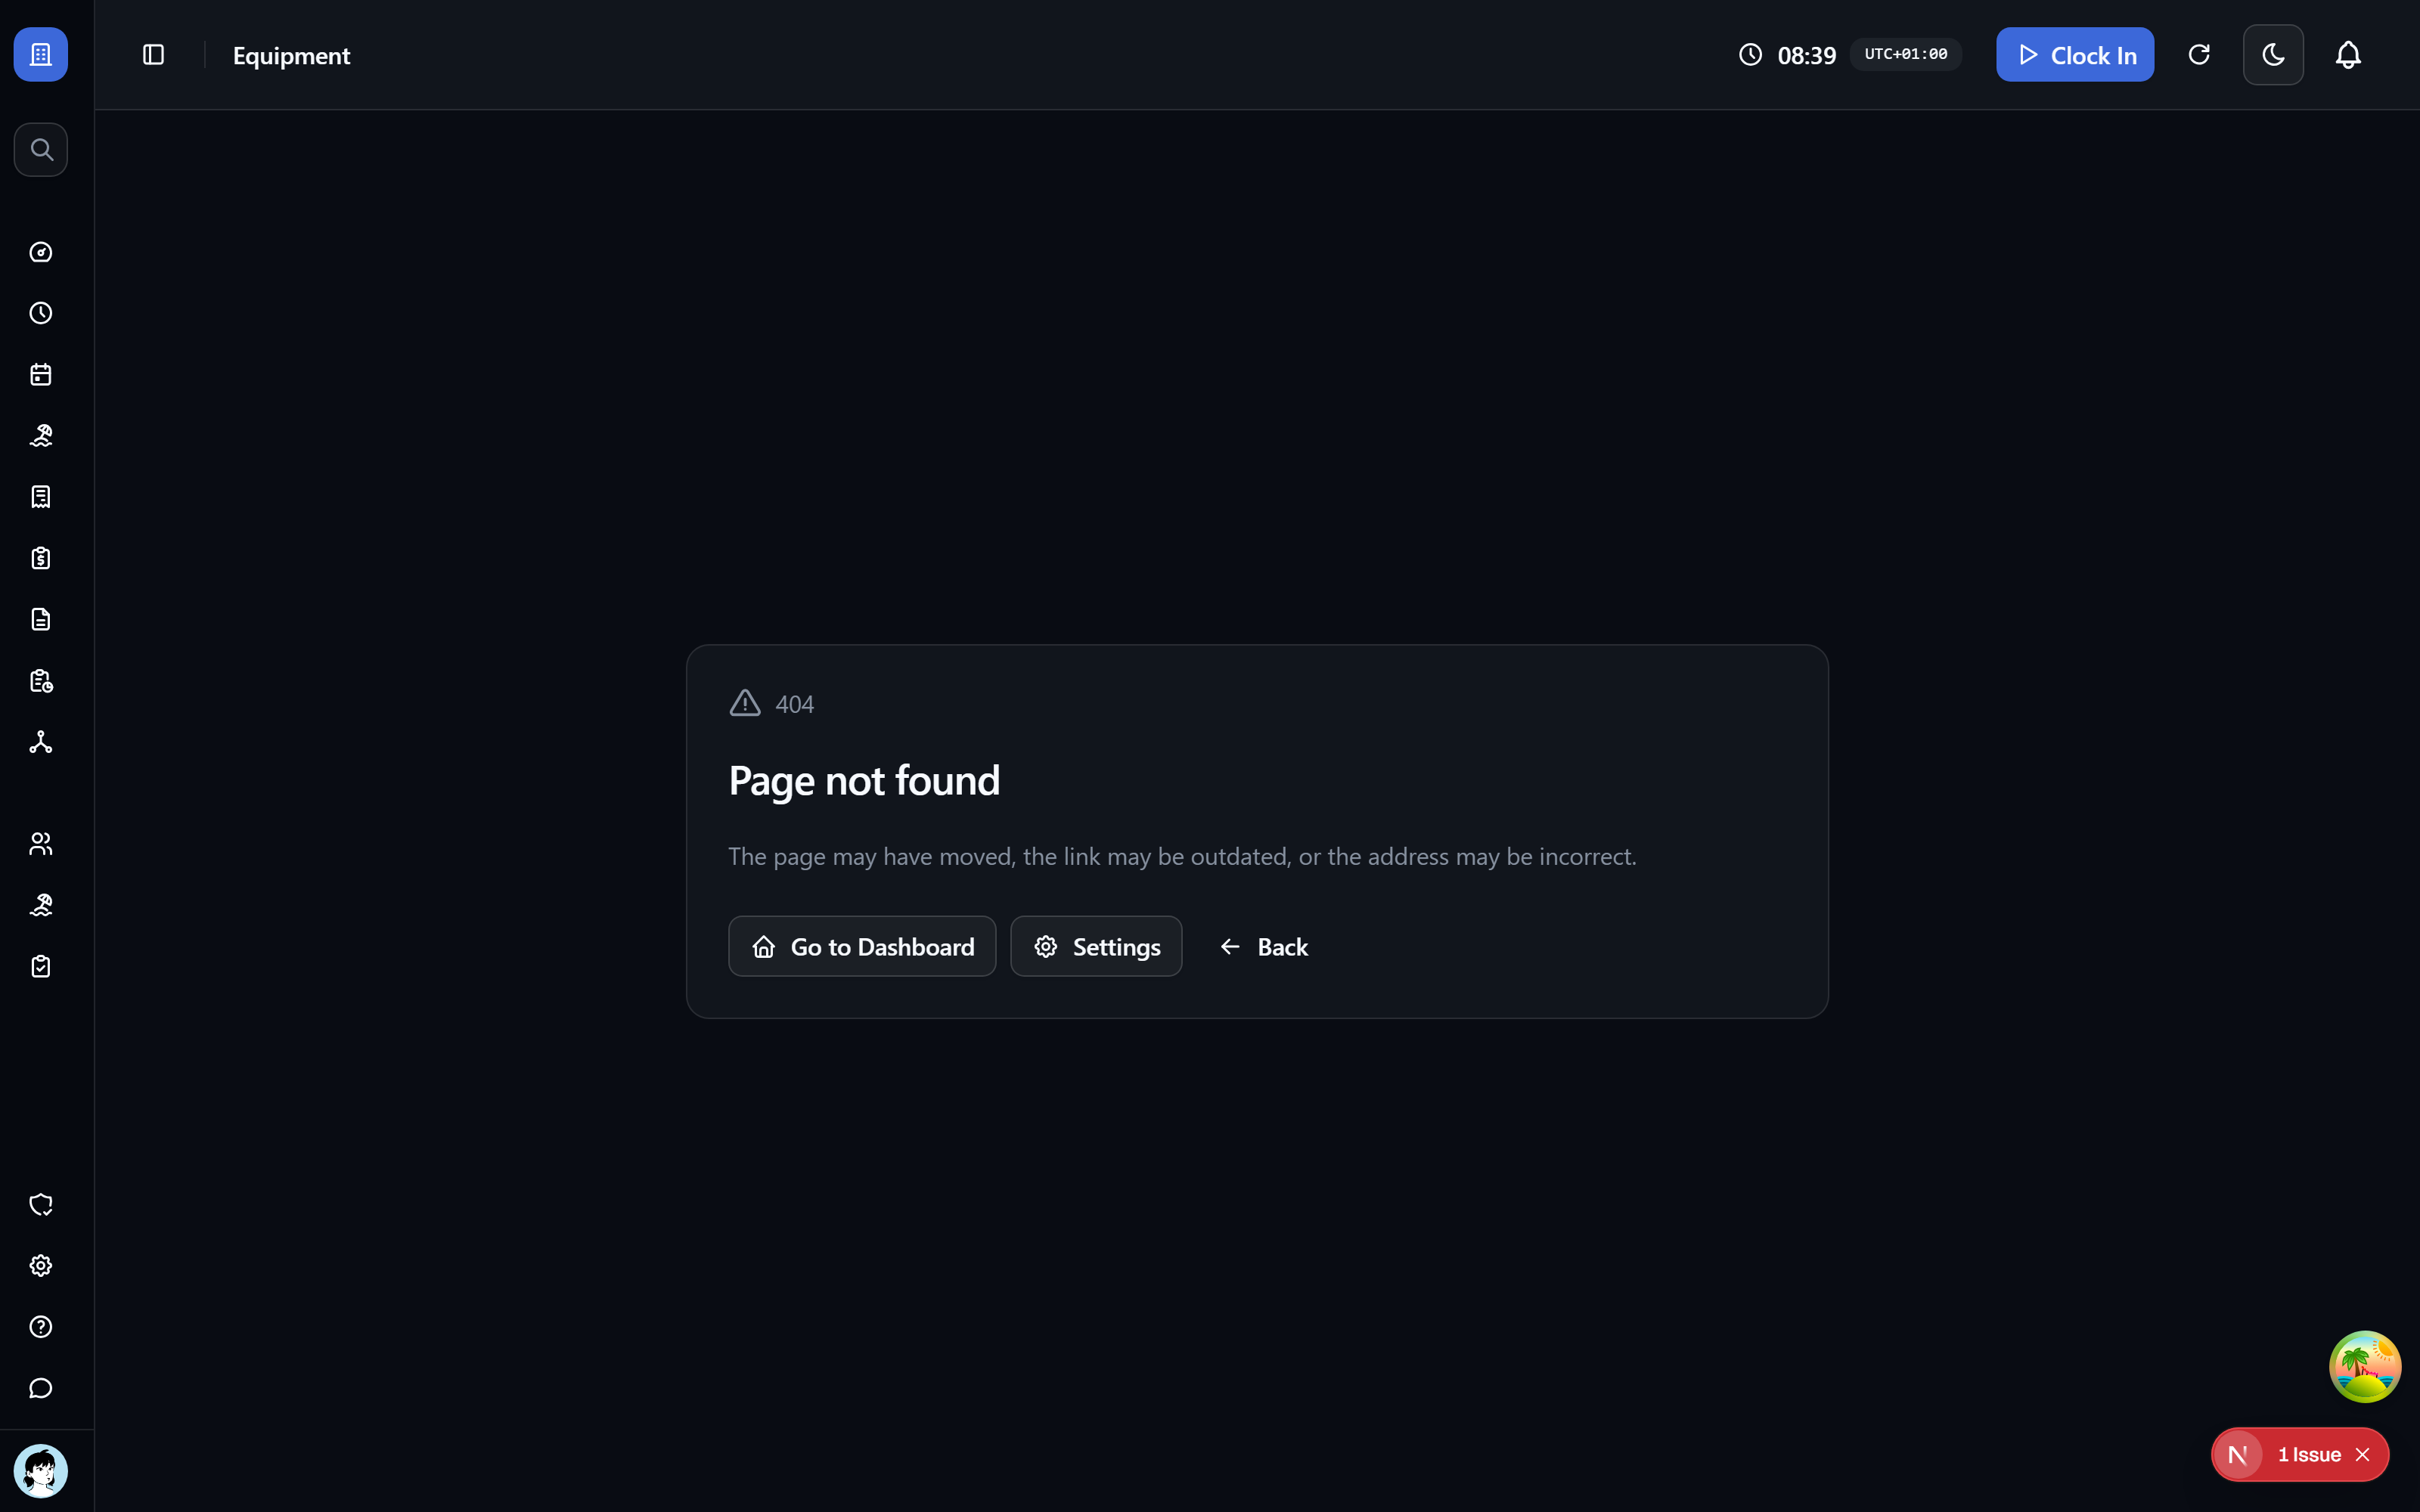 Equipment
08:39 UTC+01:00
Clock In
404
Page not found
The page may have moved, the link may be outdated, or the address may be incorrect.
Go to Dashboard
Settings
Back
N 1 Issue